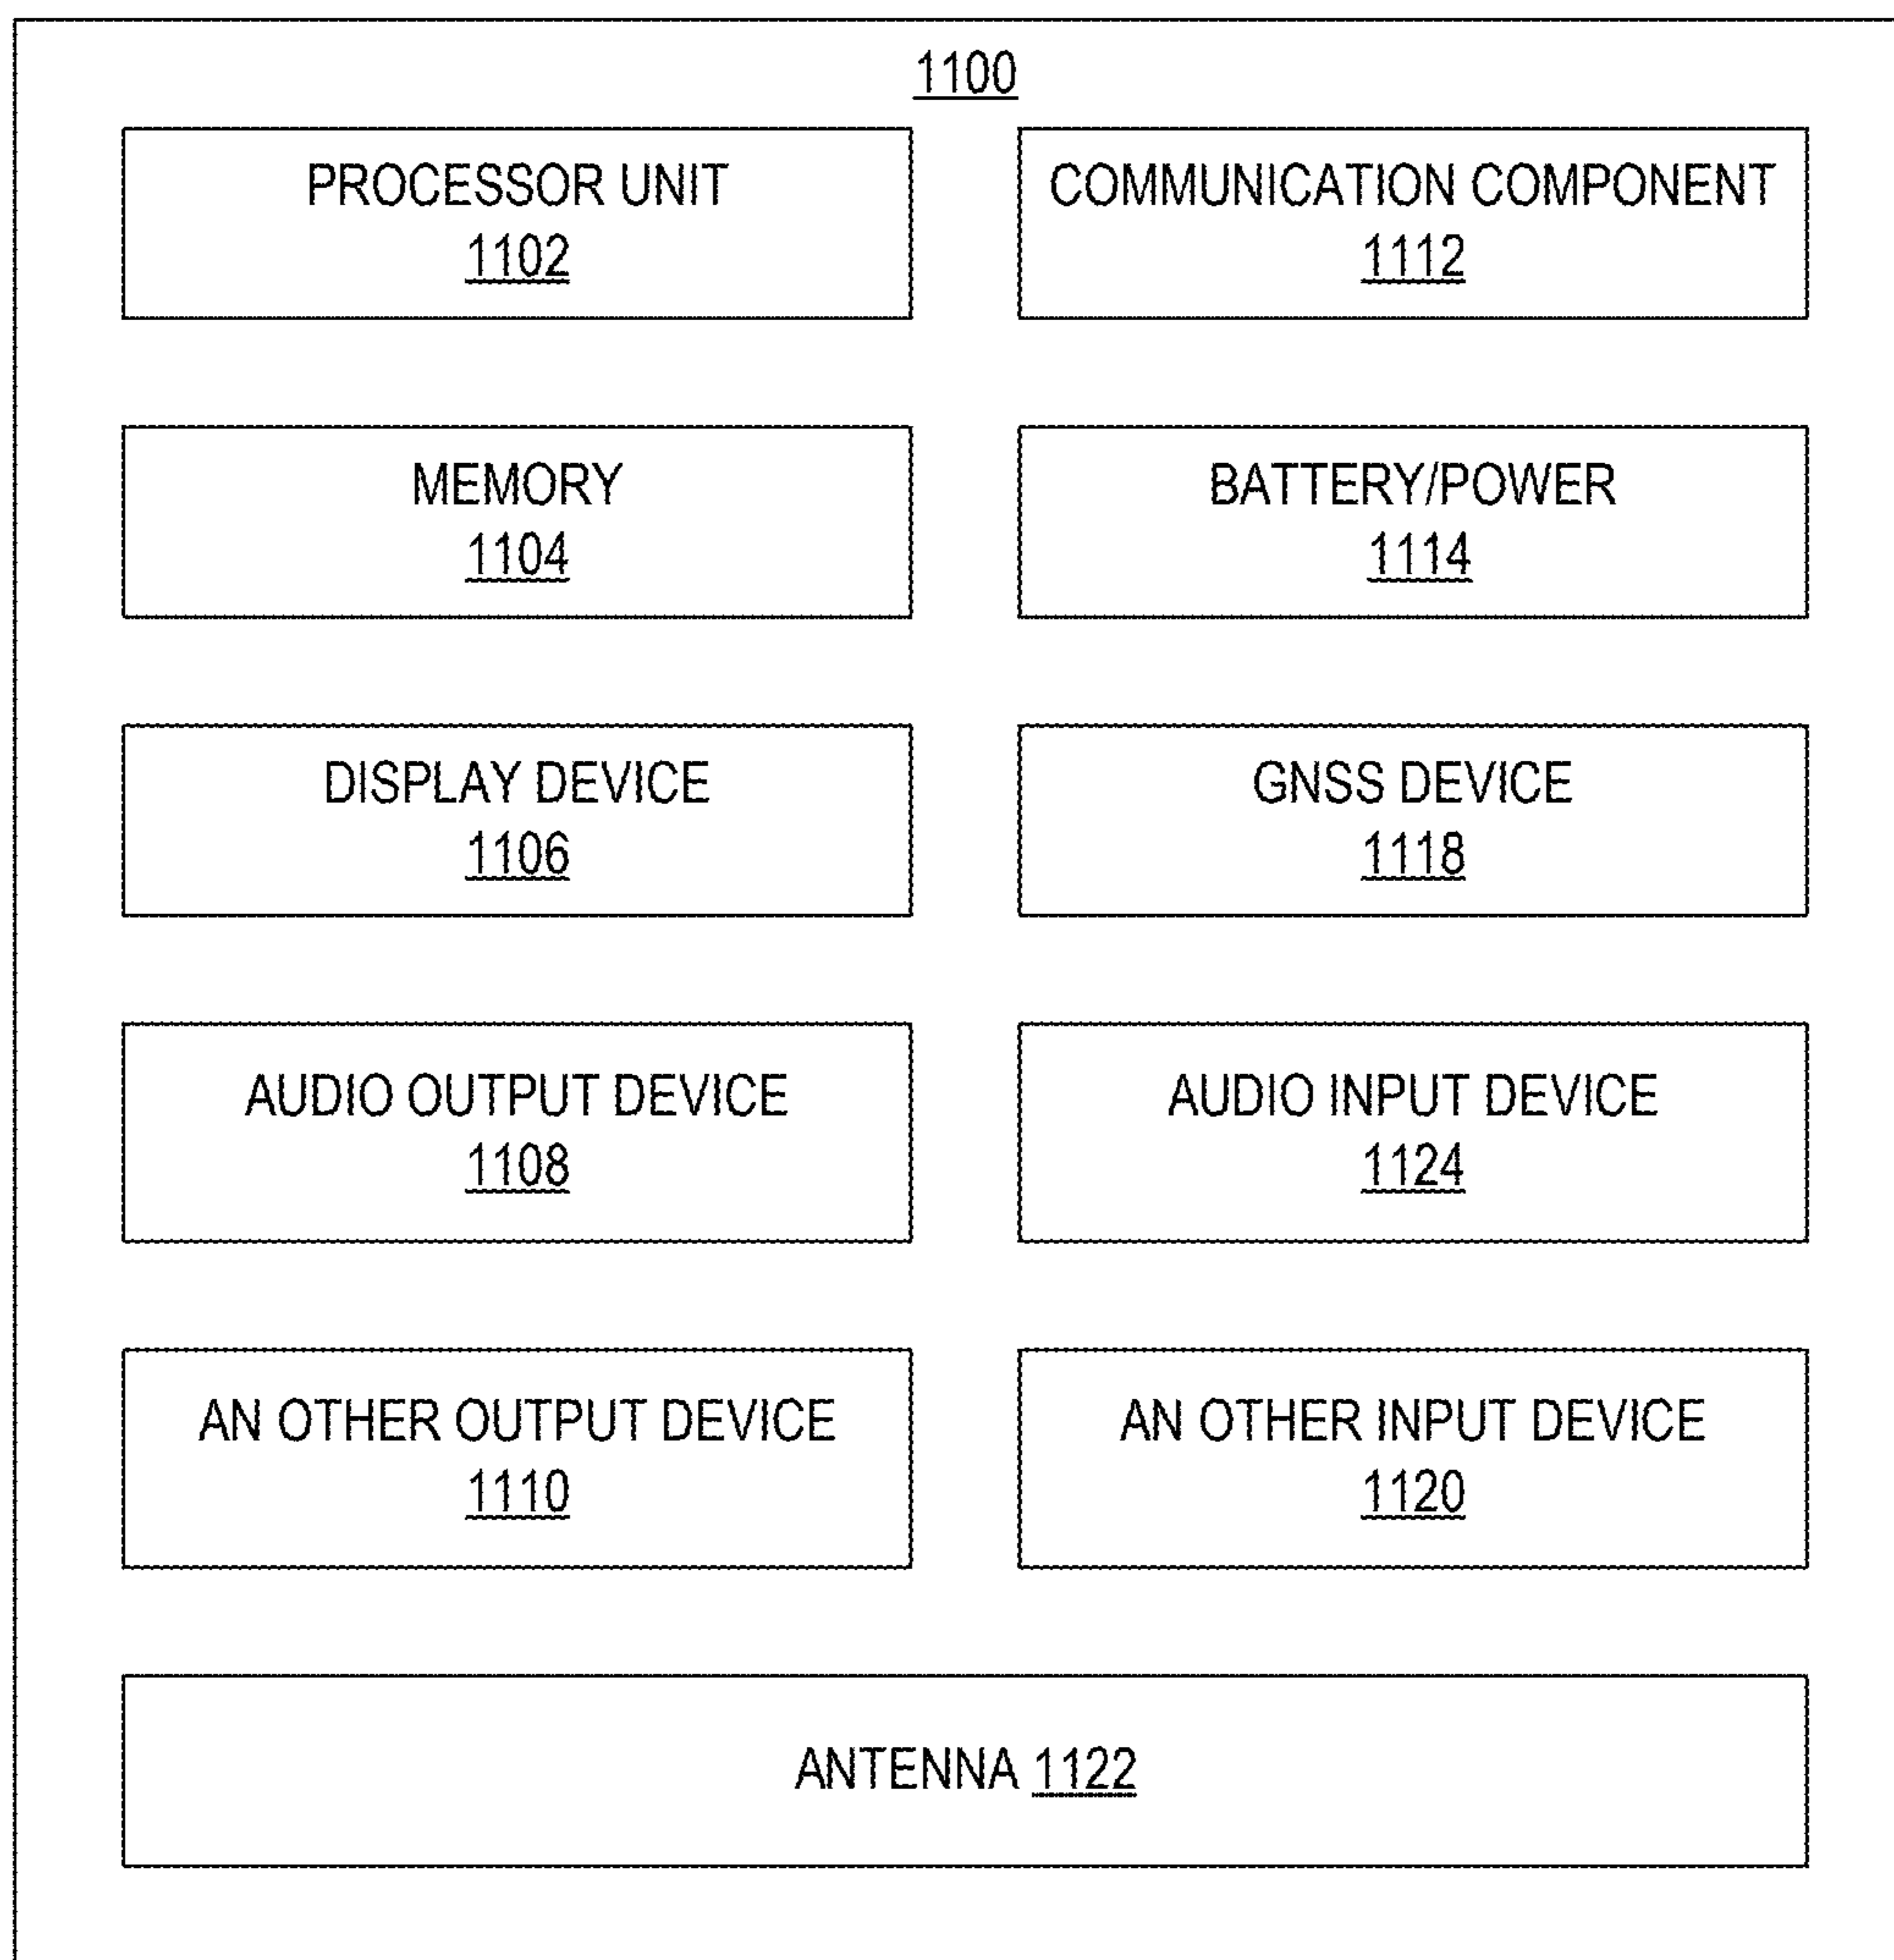 1100
PROCESSOR UNIT
1102
COMMUNICATION COMPONENT
1112
MEMORY
1104
BATTERY/POWER
1114
DISPLAY DEVICE
1106
GNSS DEVICE
1118
AUDIO OUTPUT DEVICE
1108
AUDIO INPUT DEVICE
1124
AN OTHER OUTPUT DEVICE
1110
AN OTHER INPUT DEVICE
1120
ANTENNA 1122